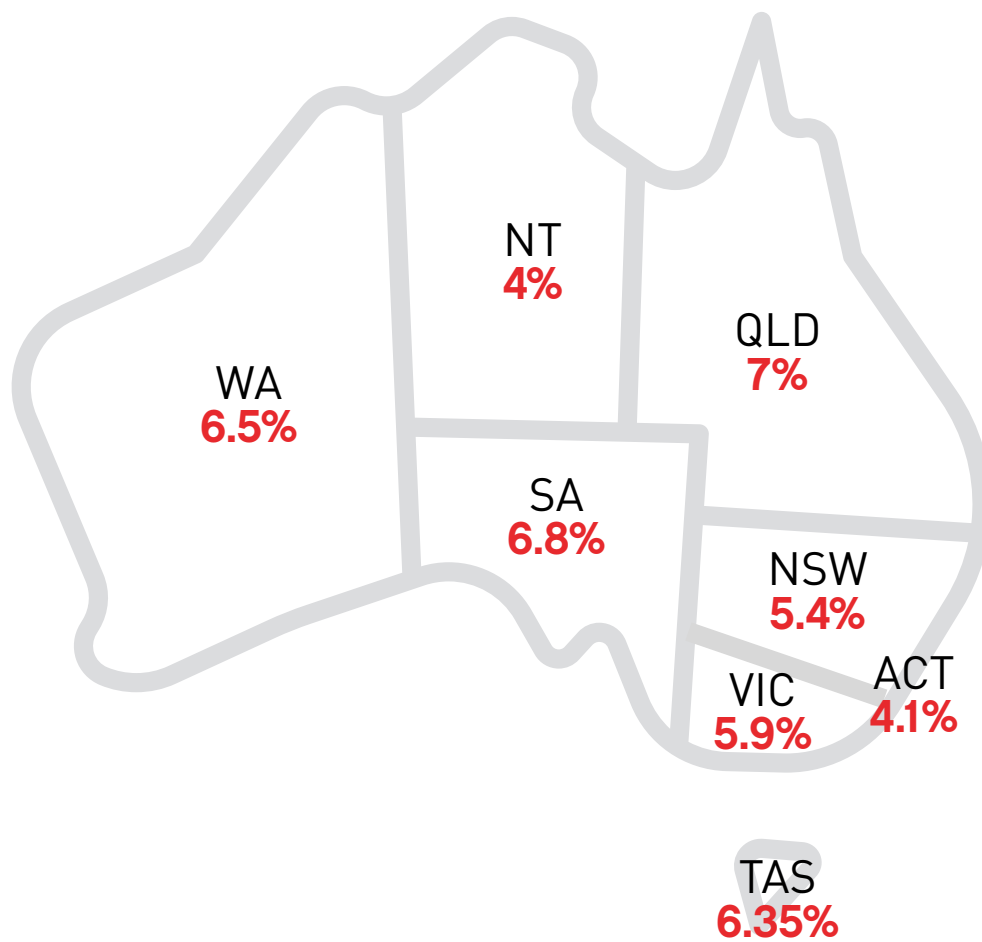 NT
4%
QLD
7%
WA
6.5%
SA
6.8%
NSW
5.4%
ACT
4.1%
VIC
5.9%
TAS
6.35%